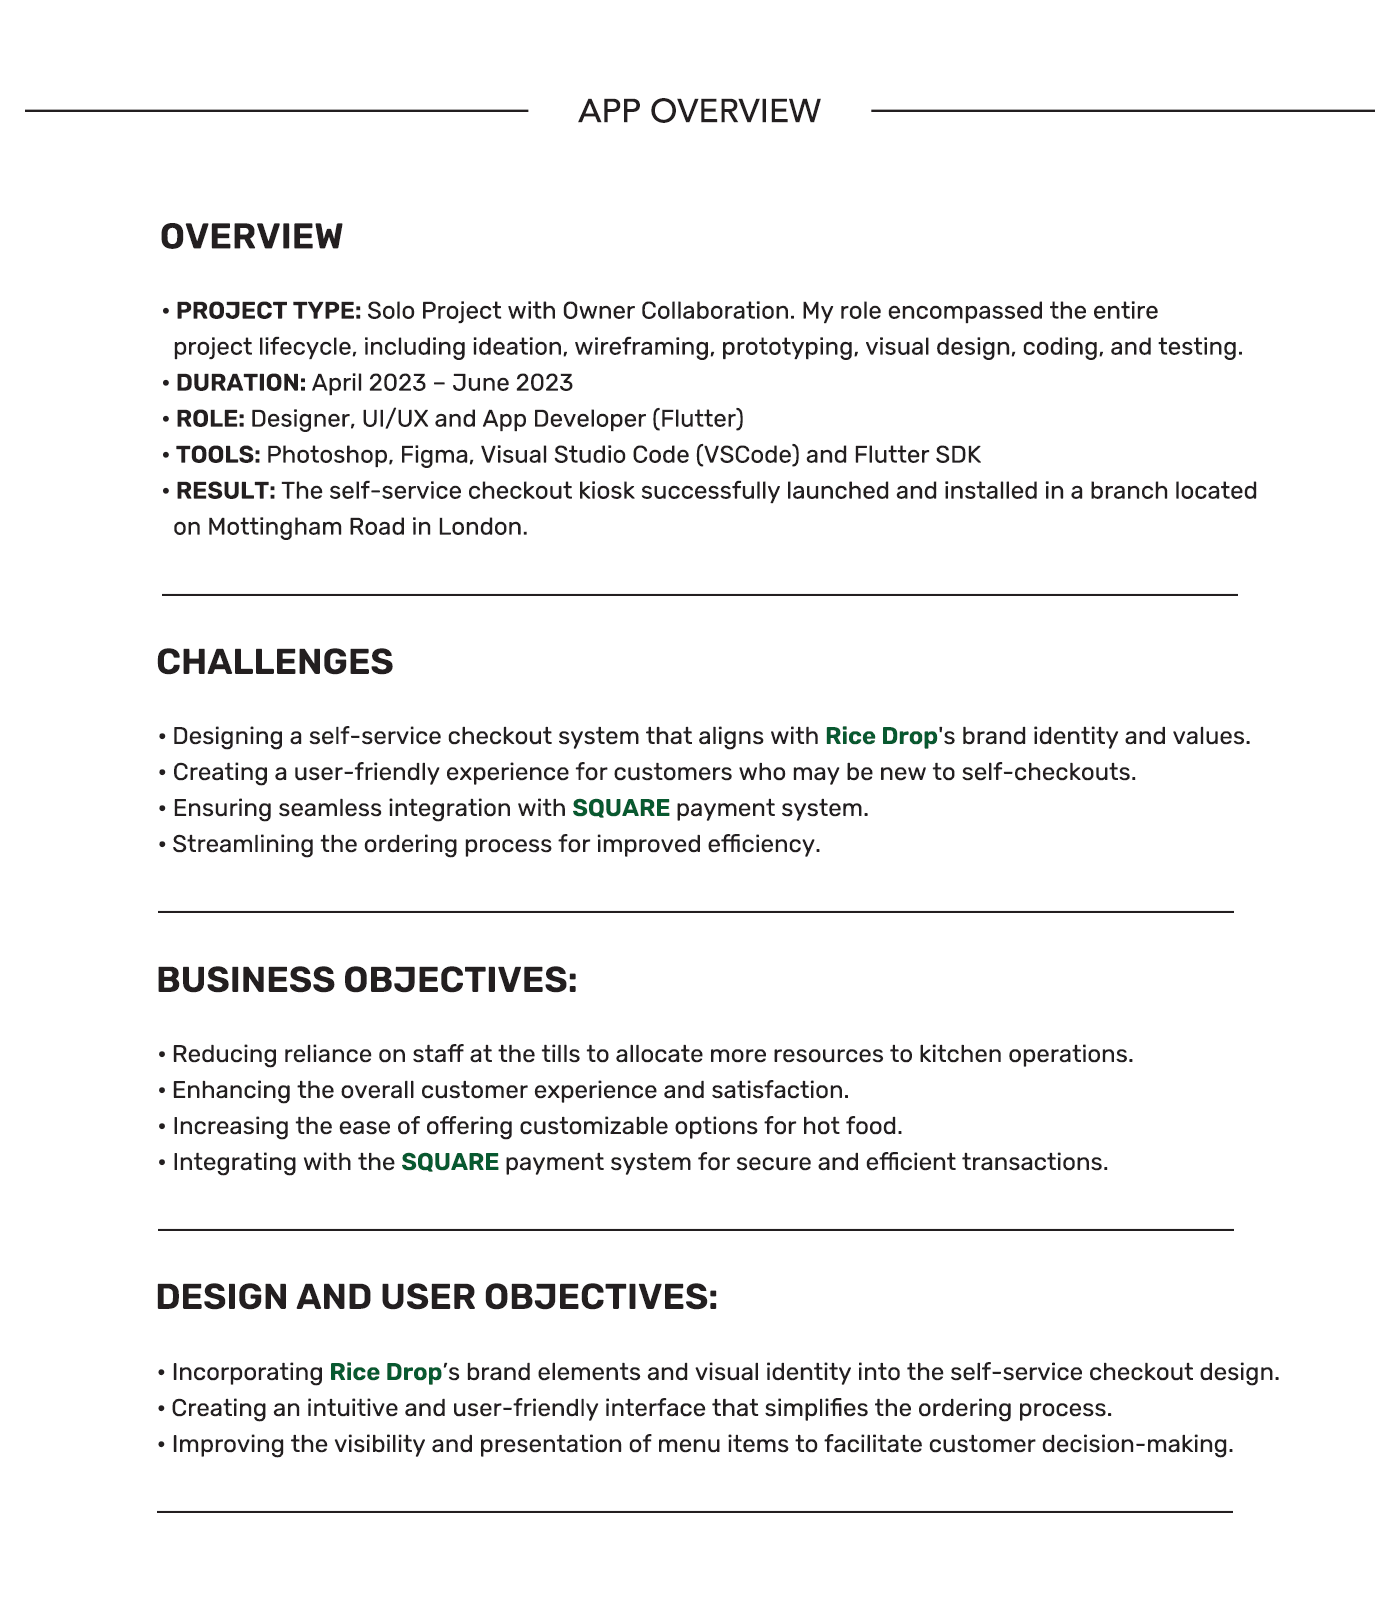 APP OVERVIEW
OVERVIEW
• PROJECT TYPE: Solo Project with Owner Collaboration. My role encompassed the entire
project lifecycle, including ideation, wireframing, prototyping, visual design, coding, and testing.
• DURATION: April 2023 – June 2023
• ROLE: Designer, UI/UX and App Developer (Flutter)
• TOOLS: Photoshop, Figma, Visual Studio Code (VSCode) and Flutter SDK
• RESULT: The self-service checkout kiosk successfully launched and installed in a branch located
on Mottingham Road in London.
CHALLENGES
• Designing a self-service checkout system that aligns with Rice Drop's brand identity and values.
• Creating a user-friendly experience for customers who may be new to self-checkouts.
• Ensuring seamless integration with SQUARE payment system.
• Streamlining the ordering process for improved efficiency.
BUSINESS OBJECTIVES:
• Reducing reliance on staff at the tills to allocate more resources to kitchen operations.
• Enhancing the overall customer experience and satisfaction.
• Increasing the ease of offering customizable options for hot food.
• Integrating with the SQUARE payment system for secure and efficient transactions.
DESIGN AND USER OBJECTIVES:
• Incorporating Rice Drop’s brand elements and visual identity into the self-service checkout design.
• Creating an intuitive and user-friendly interface that simplifies the ordering process.
• Improving the visibility and presentation of menu items to facilitate customer decision-making.